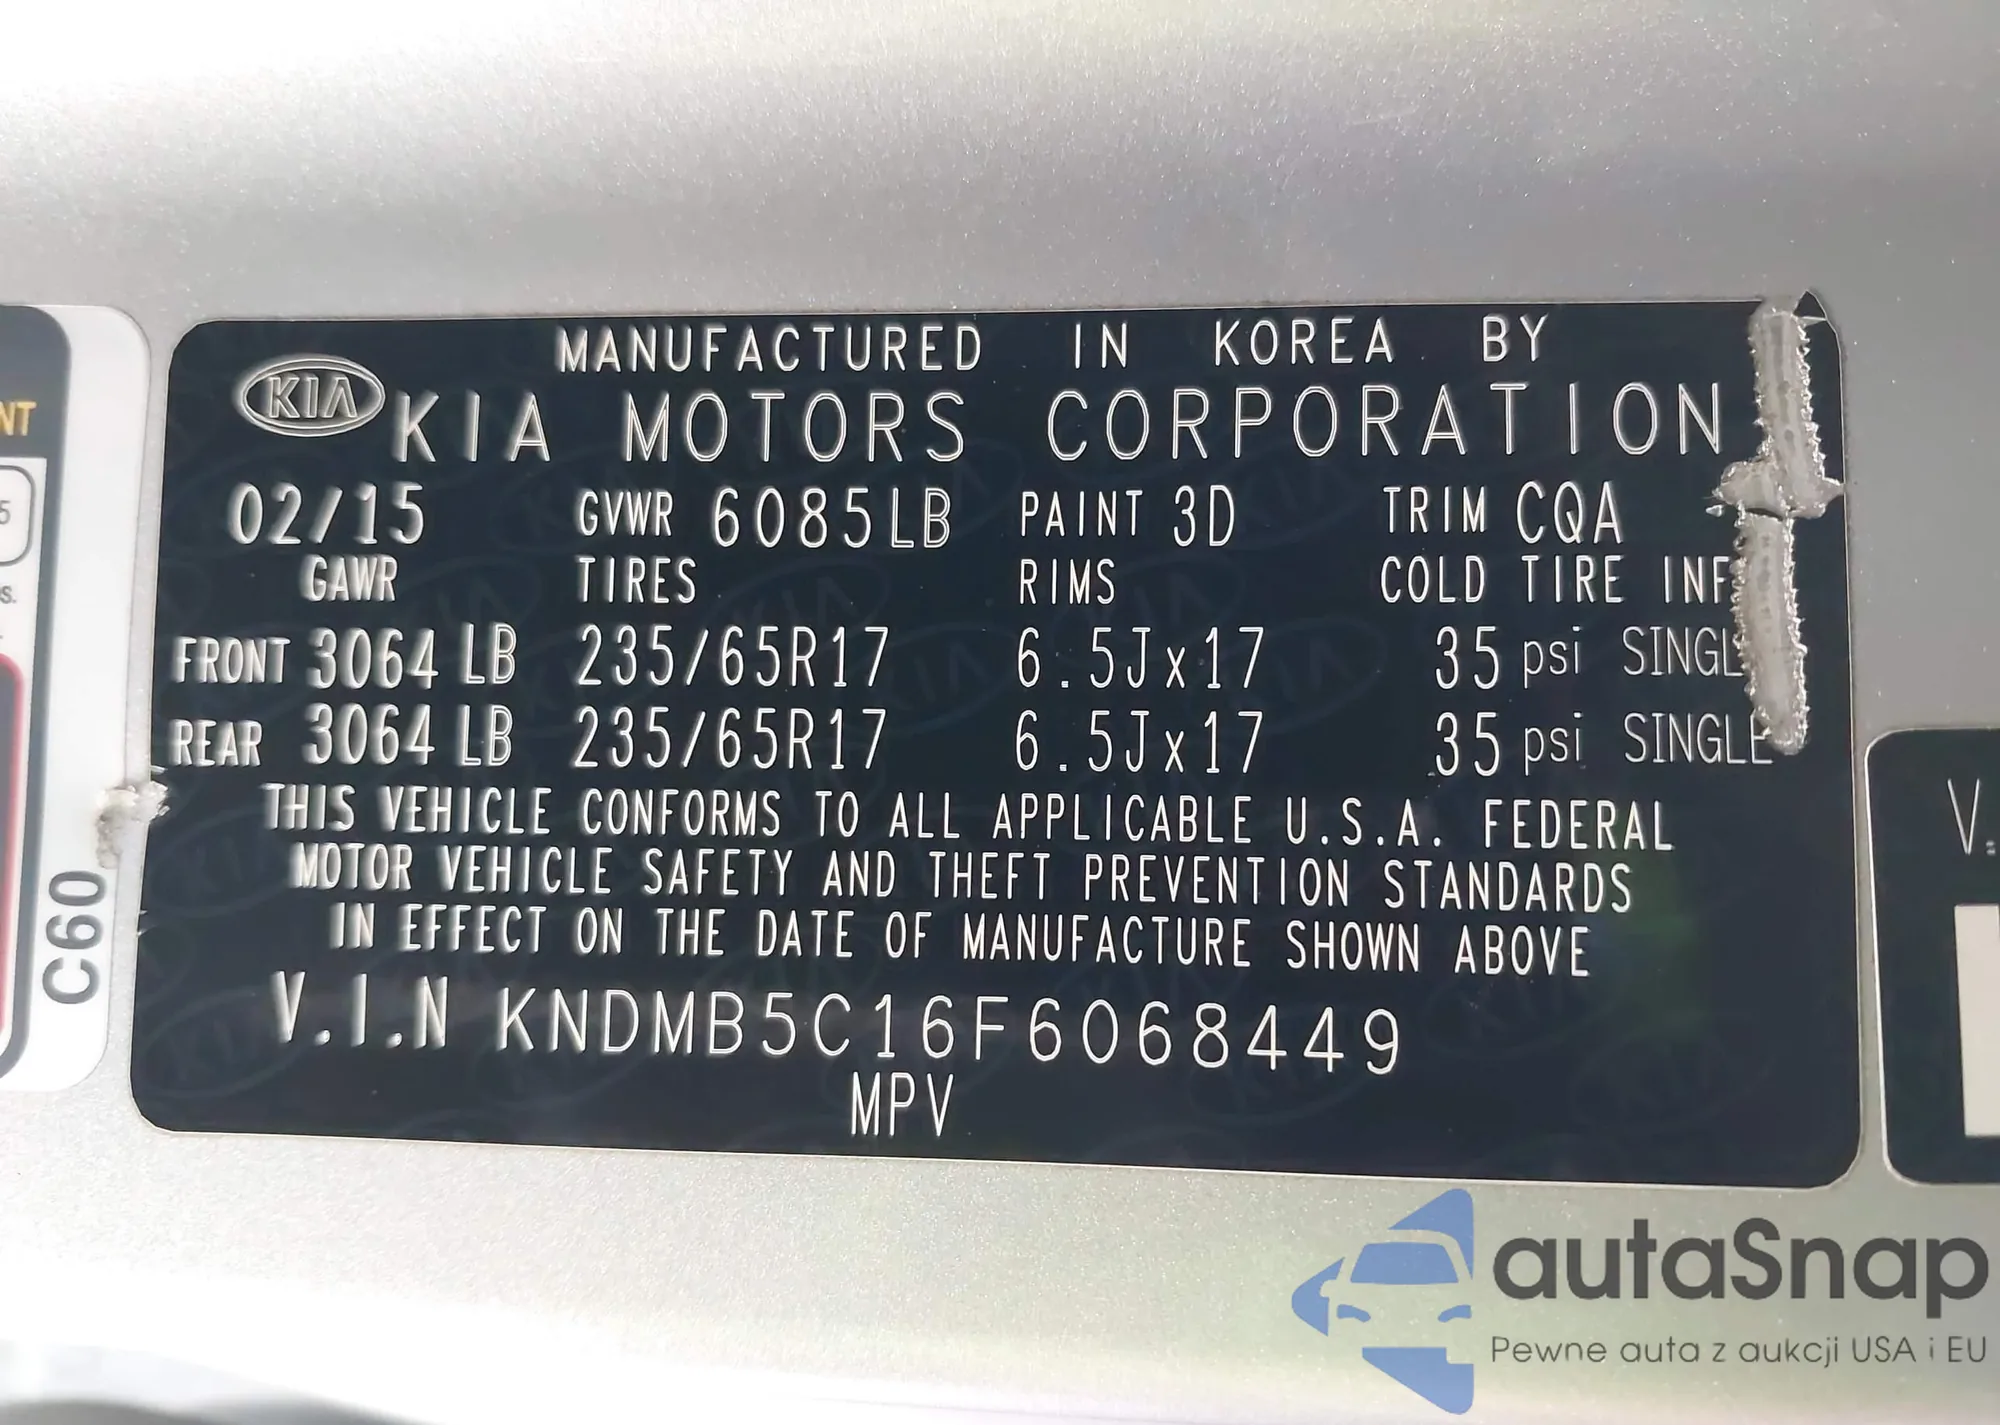 MANUFACTURED IN KOREA BY
KIA KIA MOTORS CORPORATION
02/15 GVWR 6085LB PAINT 3D TRIM CQA
GAWR TIRES RIMS COLD TIRE INF
FRONT 3064 LB 235/65R17 6.5Jx17 35 psi SINGL
REAR 3064 LB 235/65R17 6.5Jx17 35 psi SINGLE
THIS VEHICLE CONFORMS TO ALL APPLICABLE U.S.A. FEDERAL
MOTOR VEHICLE SAFETY AND THEFT PREVENTION STANDARDS
IN EFFECT ON THE DATE OF MANUFACTURE SHOWN ABOVE
V.I.N KNDMB5C16F6068449
MPV
NT
5
s.
C60
V.
autaSnap
Pewne auta z aukcji USA i EU